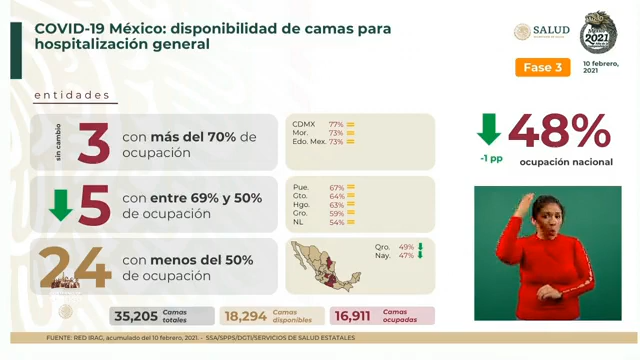 COVID-19 México: disponibilidad de camas para
hospitalización general
SALUD
2021
Fase 3
10 febrero,
2021
entidades
sin cambio
3
con más del 70% de
ocupación
CDMX 77% =
Mor. 73% =
Edo. Mex. 73% =
48%
-1 pp
ocupación nacional
5
con entre 69% y 50%
de ocupación
Pue. 67% =
Gto. 64% =
Hgo. 63% =
Gro. 59% =
NL 54% =
24
con menos del 50%
de ocupación
Qro. 49%
Nay. 47%
35,205 Camas
totales
18,294 Camas
disponibles
16,911 Camas
ocupadas
FUENTE: RED IRAG, acumulado del 10 febrero, 2021. - SSA/SPPS/DGTI/SERVICIOS DE SALUD ESTATALES